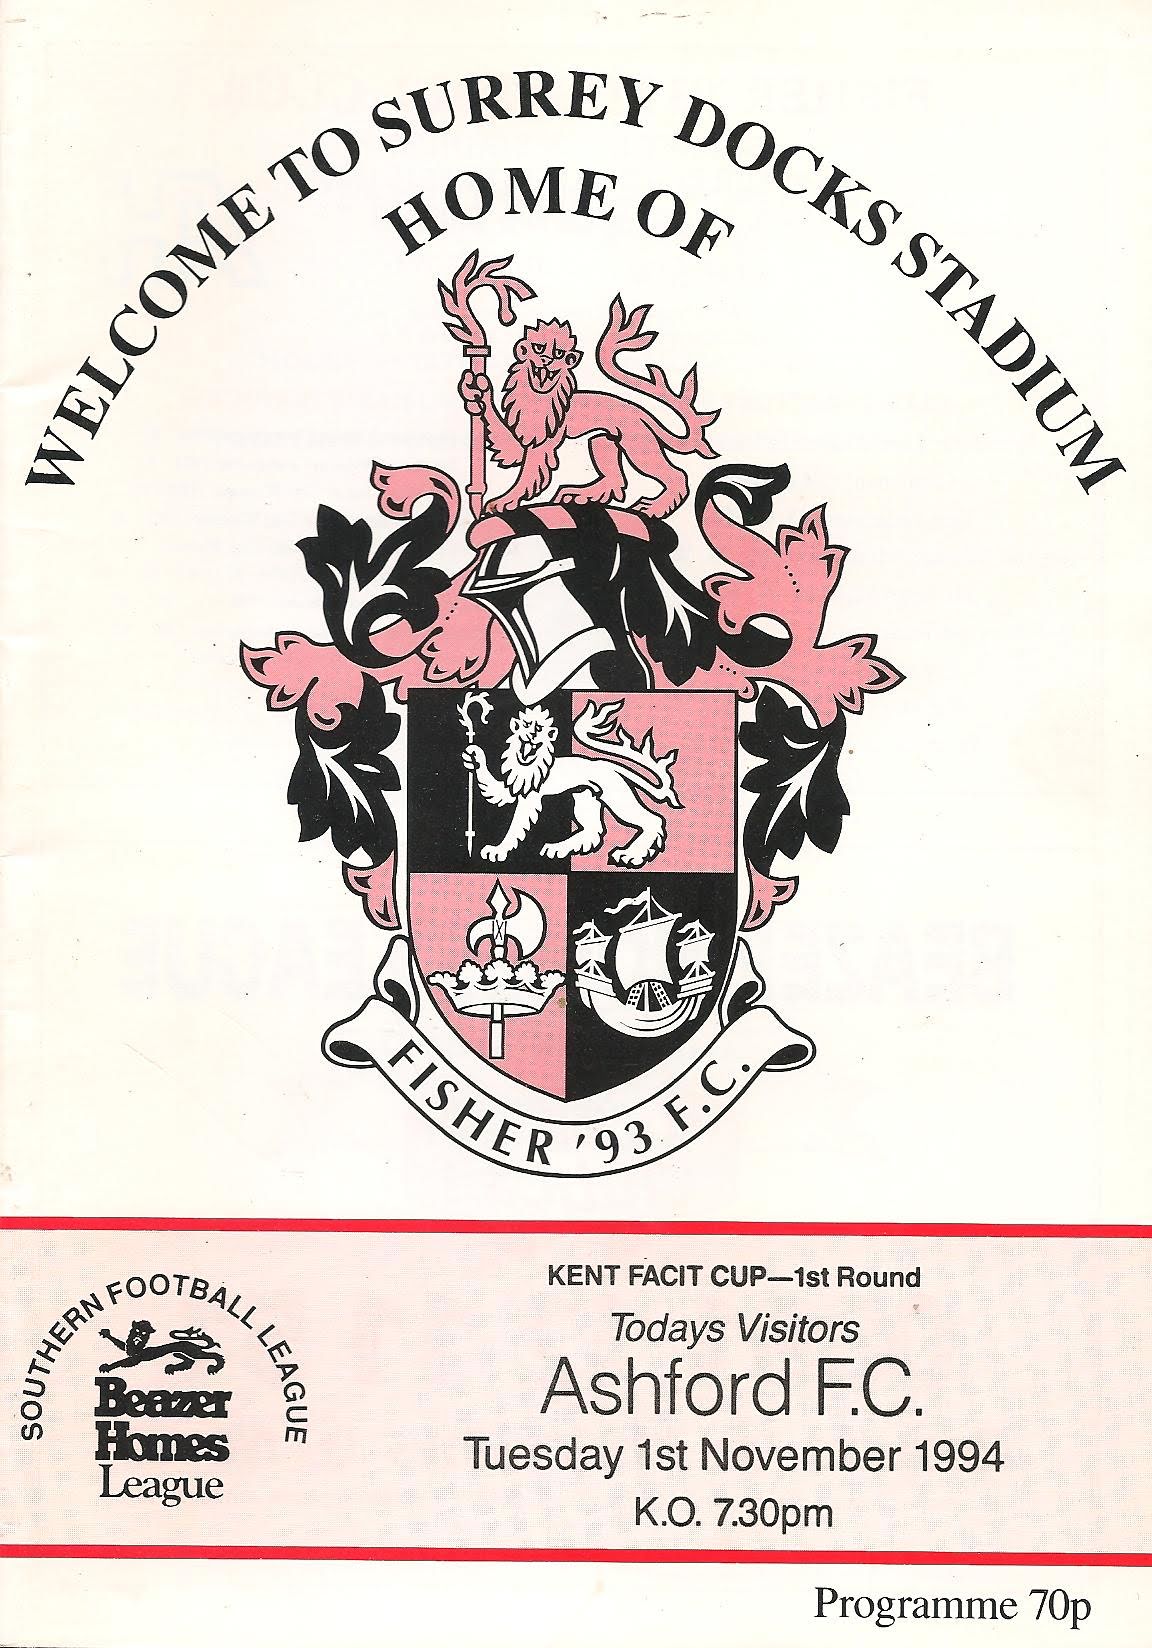 WELCOME TO SURREY DOCKS STADIUM
HOME OF
FISHER '93 F.C.
SOUTHERN FOOTBALL LEAGUE
Beazer
Homes
League
KENT FACIT CUP—1st Round
Todays Visitors
Ashford F.C.
Tuesday 1st November 1994
K.O. 7.30pm
Programme 70p